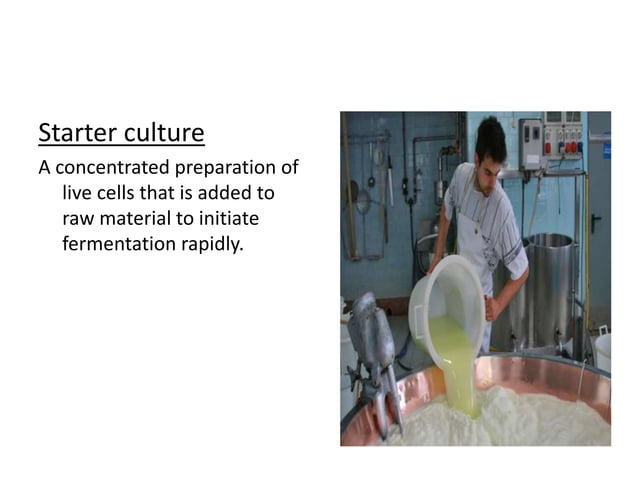 Starter culture
A concentrated preparation of
live cells that is added to
raw material to initiate
fermentation rapidly.